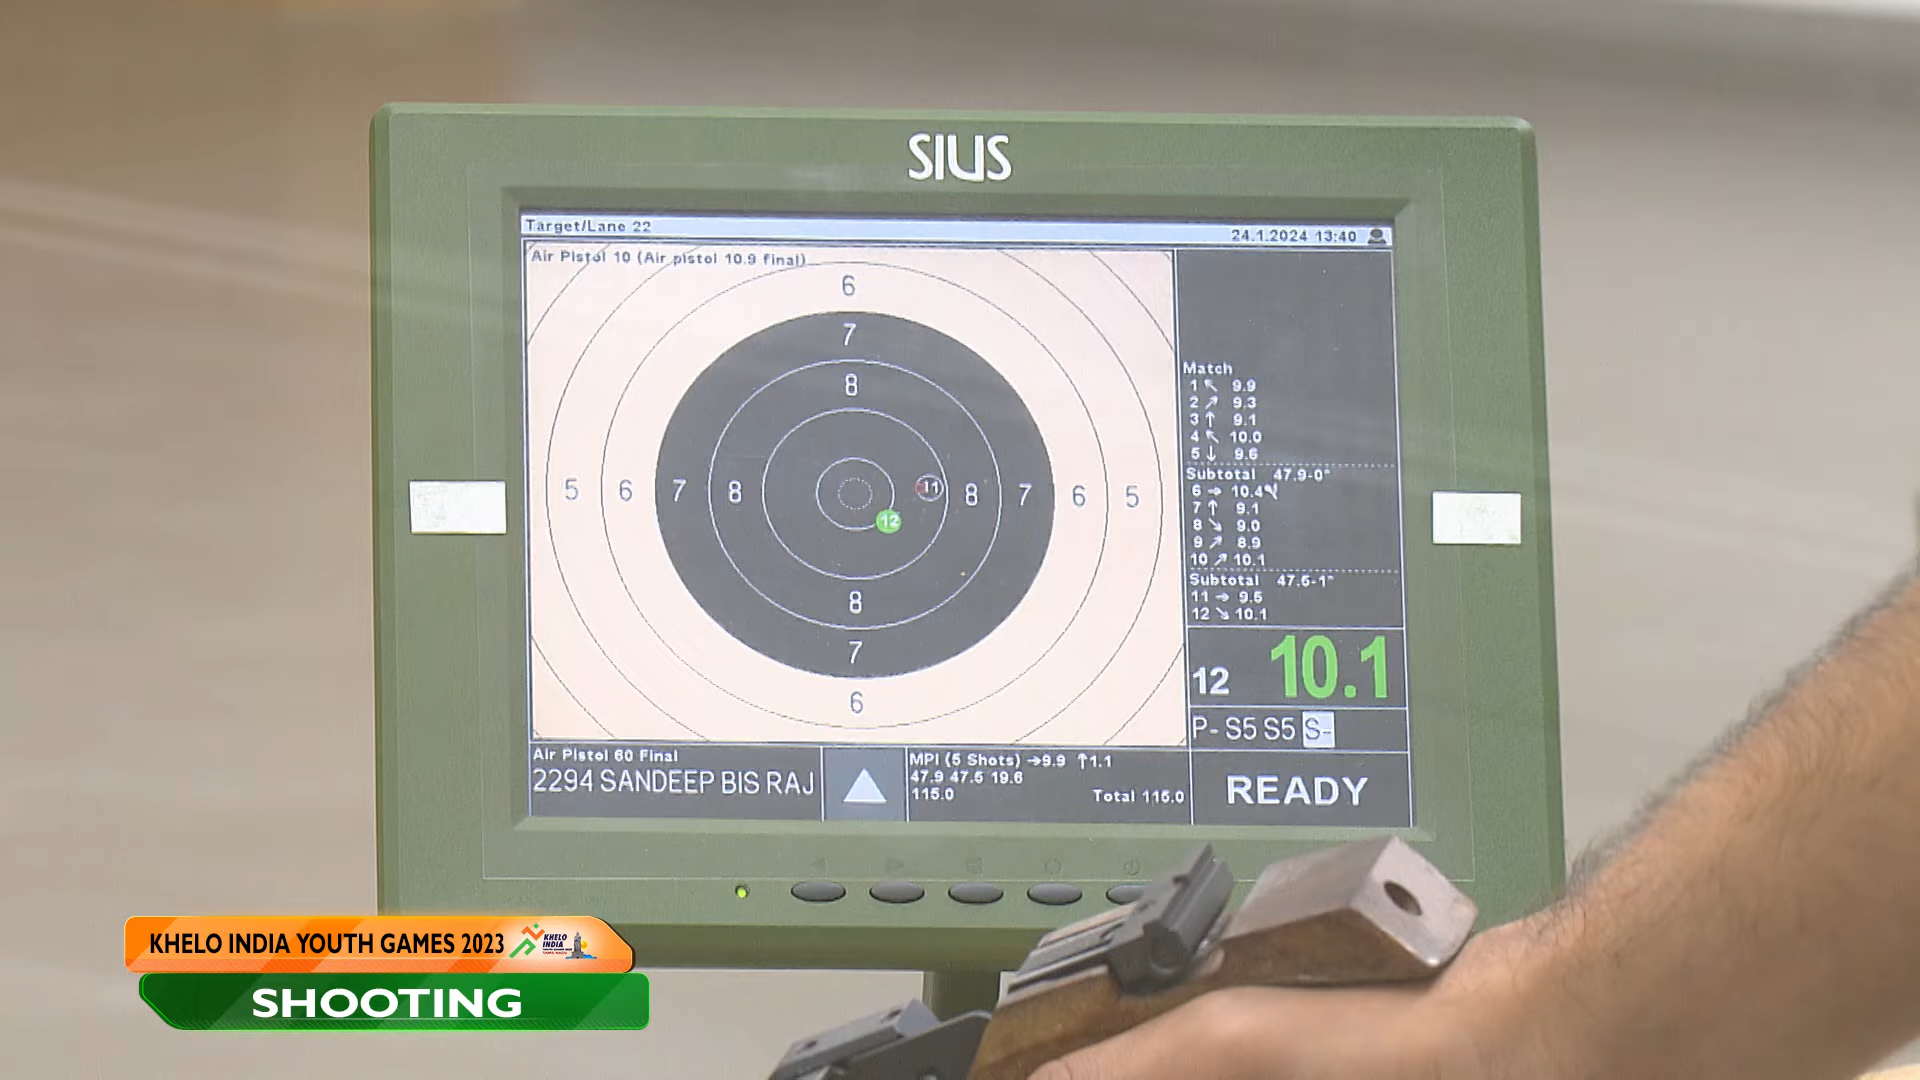 SIUS
Target/Lane 22
24.1.2024 13:40
Air Pistol 10 (Air pistol 10.9 final)
6
7
8
5 6 7 8 11 8 7 6 5
12
8
7
6
Match
1 ↖ 9.9
2 ↗ 9.3
3 ↑ 9.1
4 ↖ 10.0
5 ↓ 9.6
Subtotal 47.9-0*
6 → 10.4*
7 ↑ 9.1
8 ↘ 9.0
9 ↗ 8.9
10 ↗ 10.1
Subtotal 47.5-1*
11 → 9.5
12 ↘ 10.1
12 10.1
P- S5 S5 S-
Air Pistol 60 Final
2294 SANDEEP BIS RAJ
MPI (5 Shots) →9.9 ↑1.1
47.9 47.5 19.6
115.0 Total 115.0
READY
KHELO INDIA YOUTH GAMES 2023
KHELO
INDIA
SHOOTING